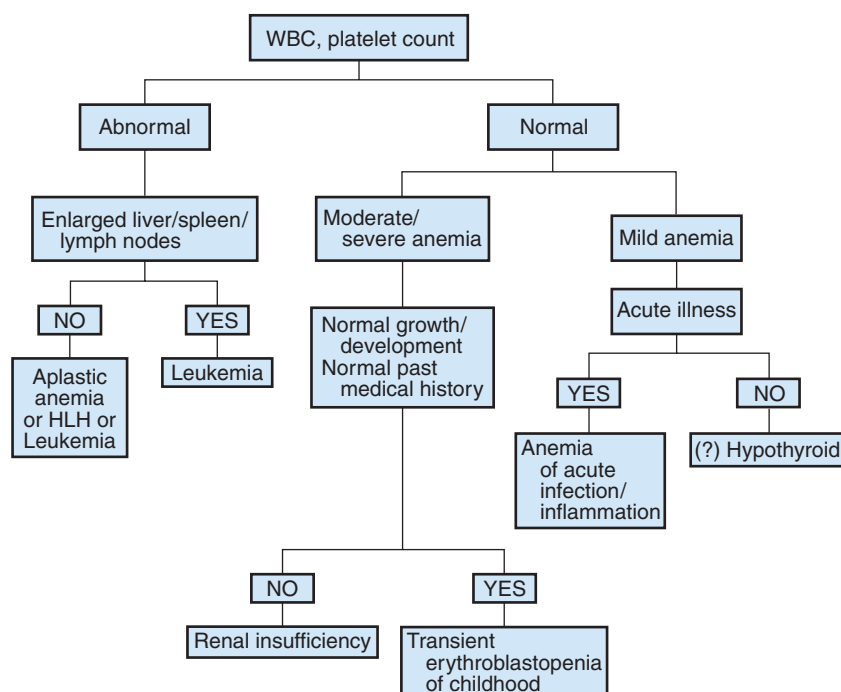 WBC, platelet count
Abnormal
Normal
Enlarged liver/spleen/
lymph nodes
Moderate/
severe anemia
Mild anemia
NO
YES
Normal growth/
development
Normal past
medical history
Acute illness
Aplastic
anemia
or HLH or
Leukemia
Leukemia
YES
NO
Anemia
of acute
infection/
inflammation
(?) Hypothyroid
NO
YES
Renal insufficiency
Transient
erythroblastopenia
of childhood